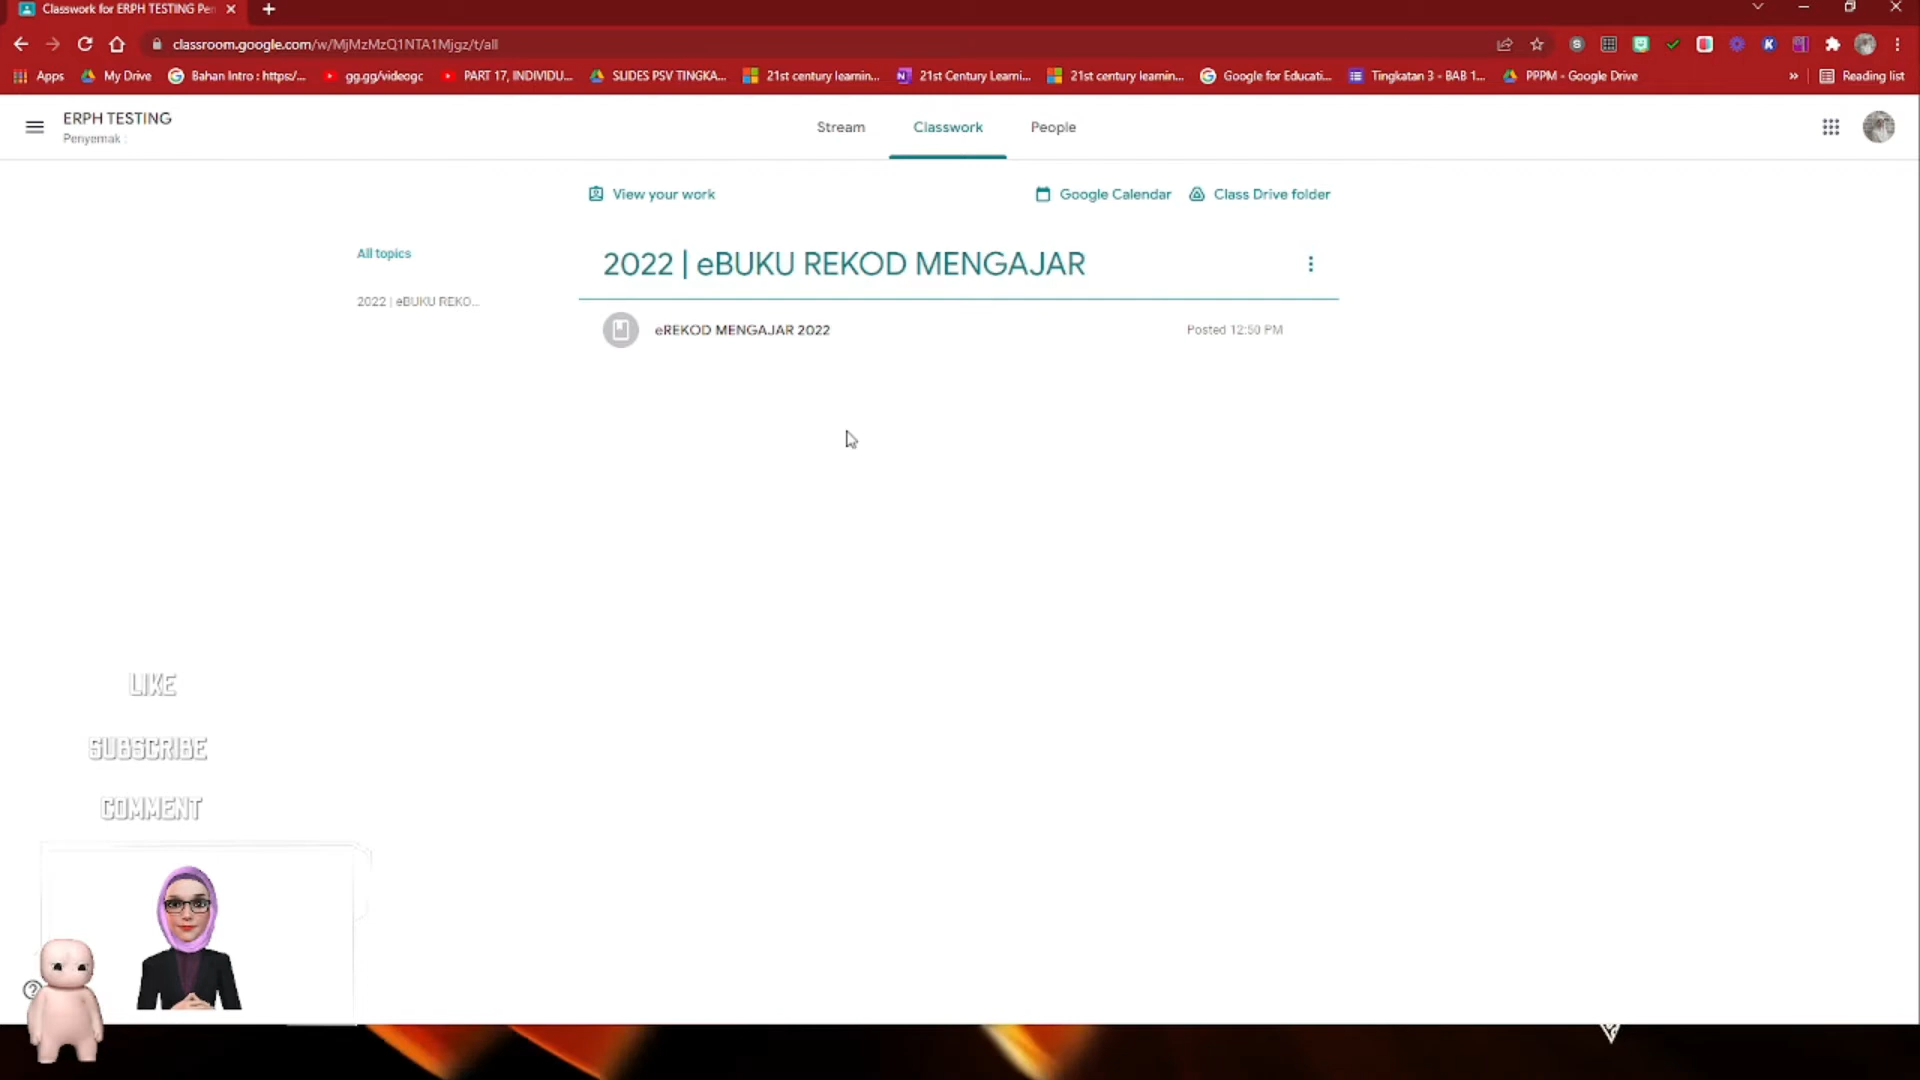 Classwork for ERPH TESTING Pe
classroom.google.com/w/MjMzMzQ1NTA1Mjgz/t/all
Apps
My Drive
Bahan Intro : https:/...
gg.gg/videogc
PART 17, INDIVIDU...
SLIDES PSV TINGKA...
21st century learnin...
21st Century Learni...
21st century learnin...
Google for Educati...
Tingkatan 3 - BAB 1...
PPPM - Google Drive
»
Reading list
ERPH TESTING
Penyemak :
Stream
Classwork
People
View your work
Google Calendar
Class Drive folder
All topics
2022 | eBUKU REKO...
2022 | eBUKU REKOD MENGAJAR
eREKOD MENGAJAR 2022
Posted 12:50 PM
LIKE
SUBSCRIBE
COMMENT